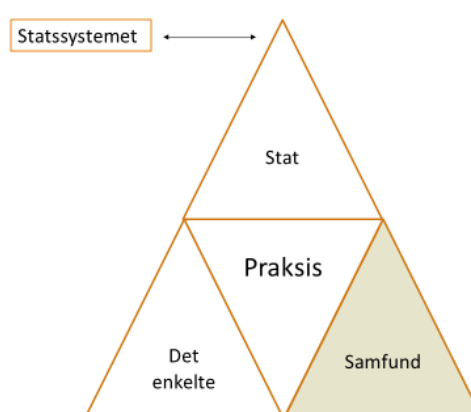 Statssystemet
Stat
Praksis
Det
enkelte
Samfund